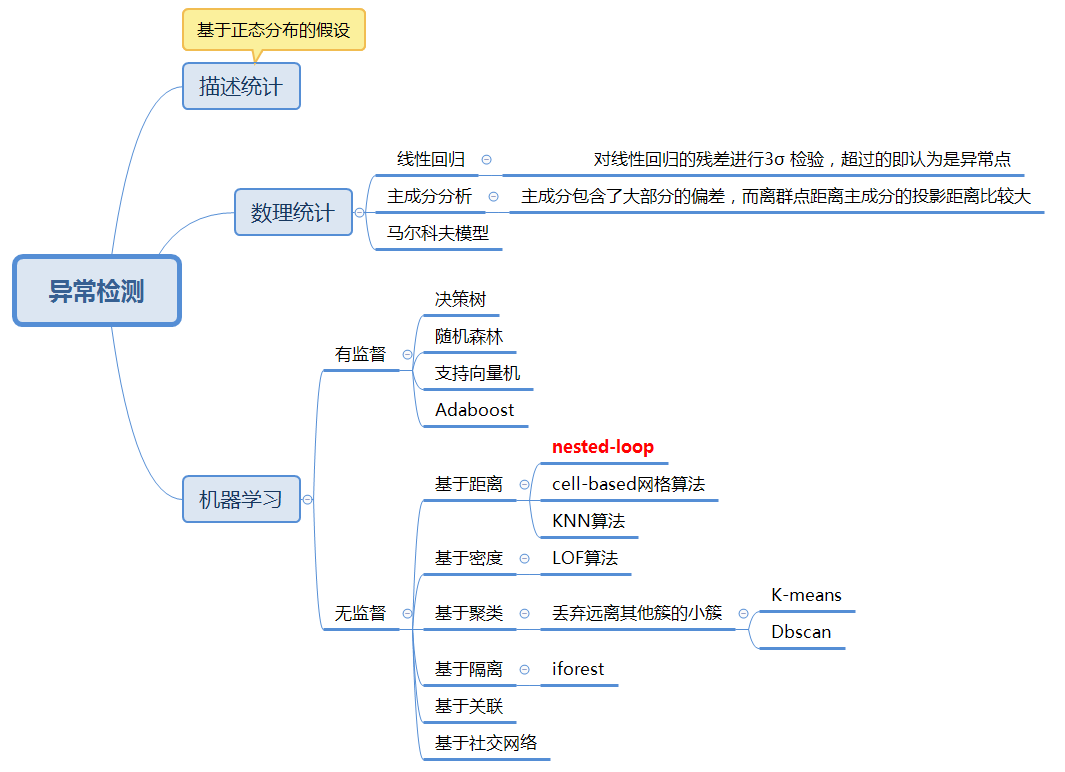 基于正态分布的假设
描述统计
线性回归
对线性回归的残差进行3σ 检验，超过的即认为是异常点
主成分分析
主成分包含了大部分的偏差，而离群点距离主成分的投影距离比较大
数理统计
马尔科夫模型
异常检测
决策树
随机森林
有监督
支持向量机
Adaboost
nested-loop
基于距离
cell-based网格算法
机器学习
KNN算法
基于密度
LOF算法
K-means
无监督
基于聚类
丢弃远离其他簇的小簇
Dbscan
基于隔离
iforest
基于关联
基于社交网络